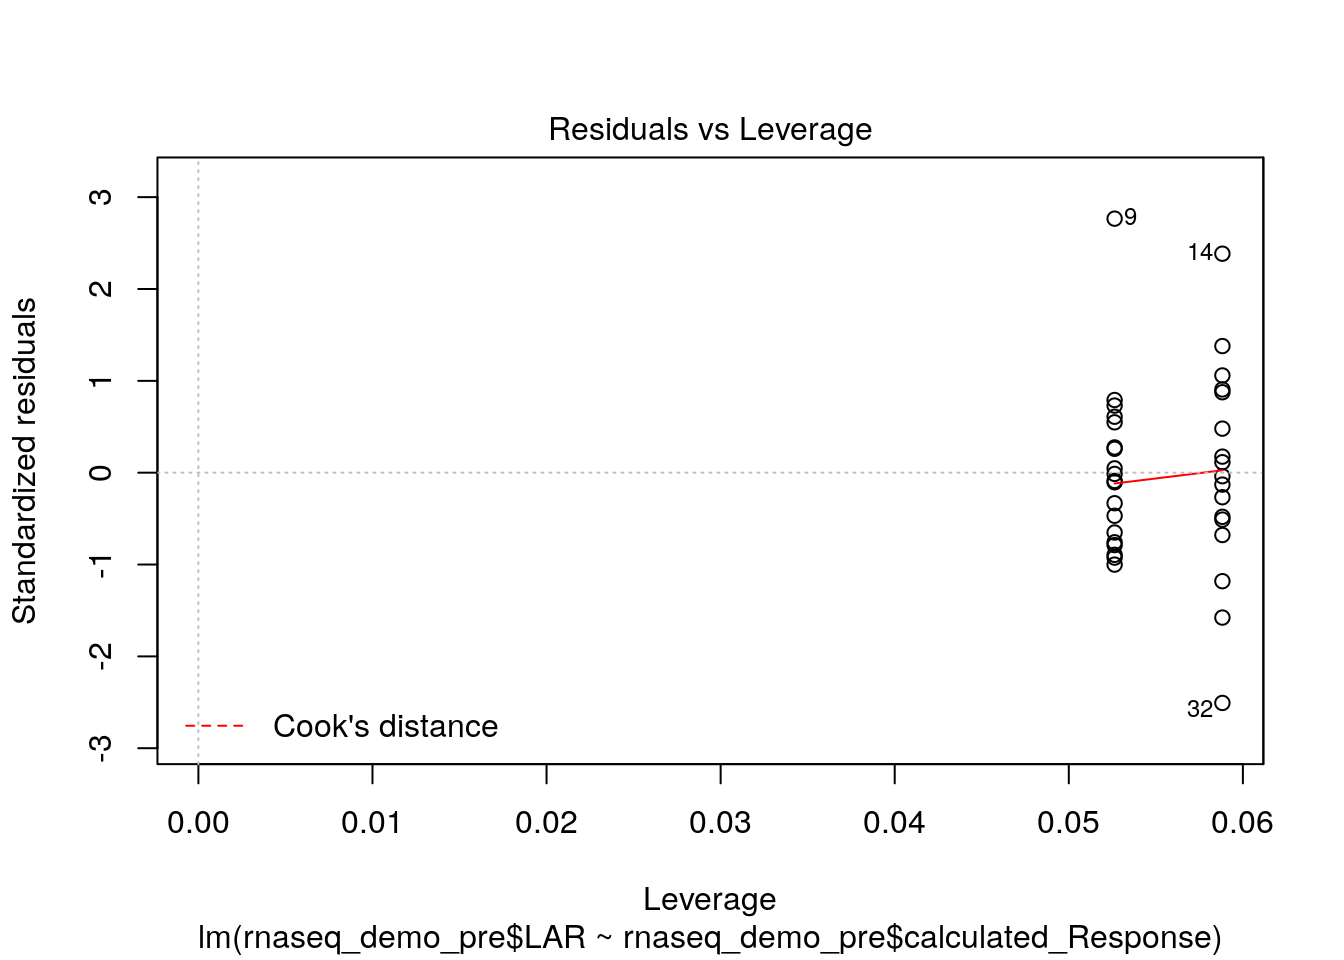 Residuals vs Leverage
3
2
1
0
-1
-2
-3
Standardized residuals
9
14
32
Cook's distance
0.00 0.01 0.02 0.03 0.04 0.05 0.06
Leverage
lm(rnaseq_demo_pre$LAR ~ rnaseq_demo_pre$calculated_Response)